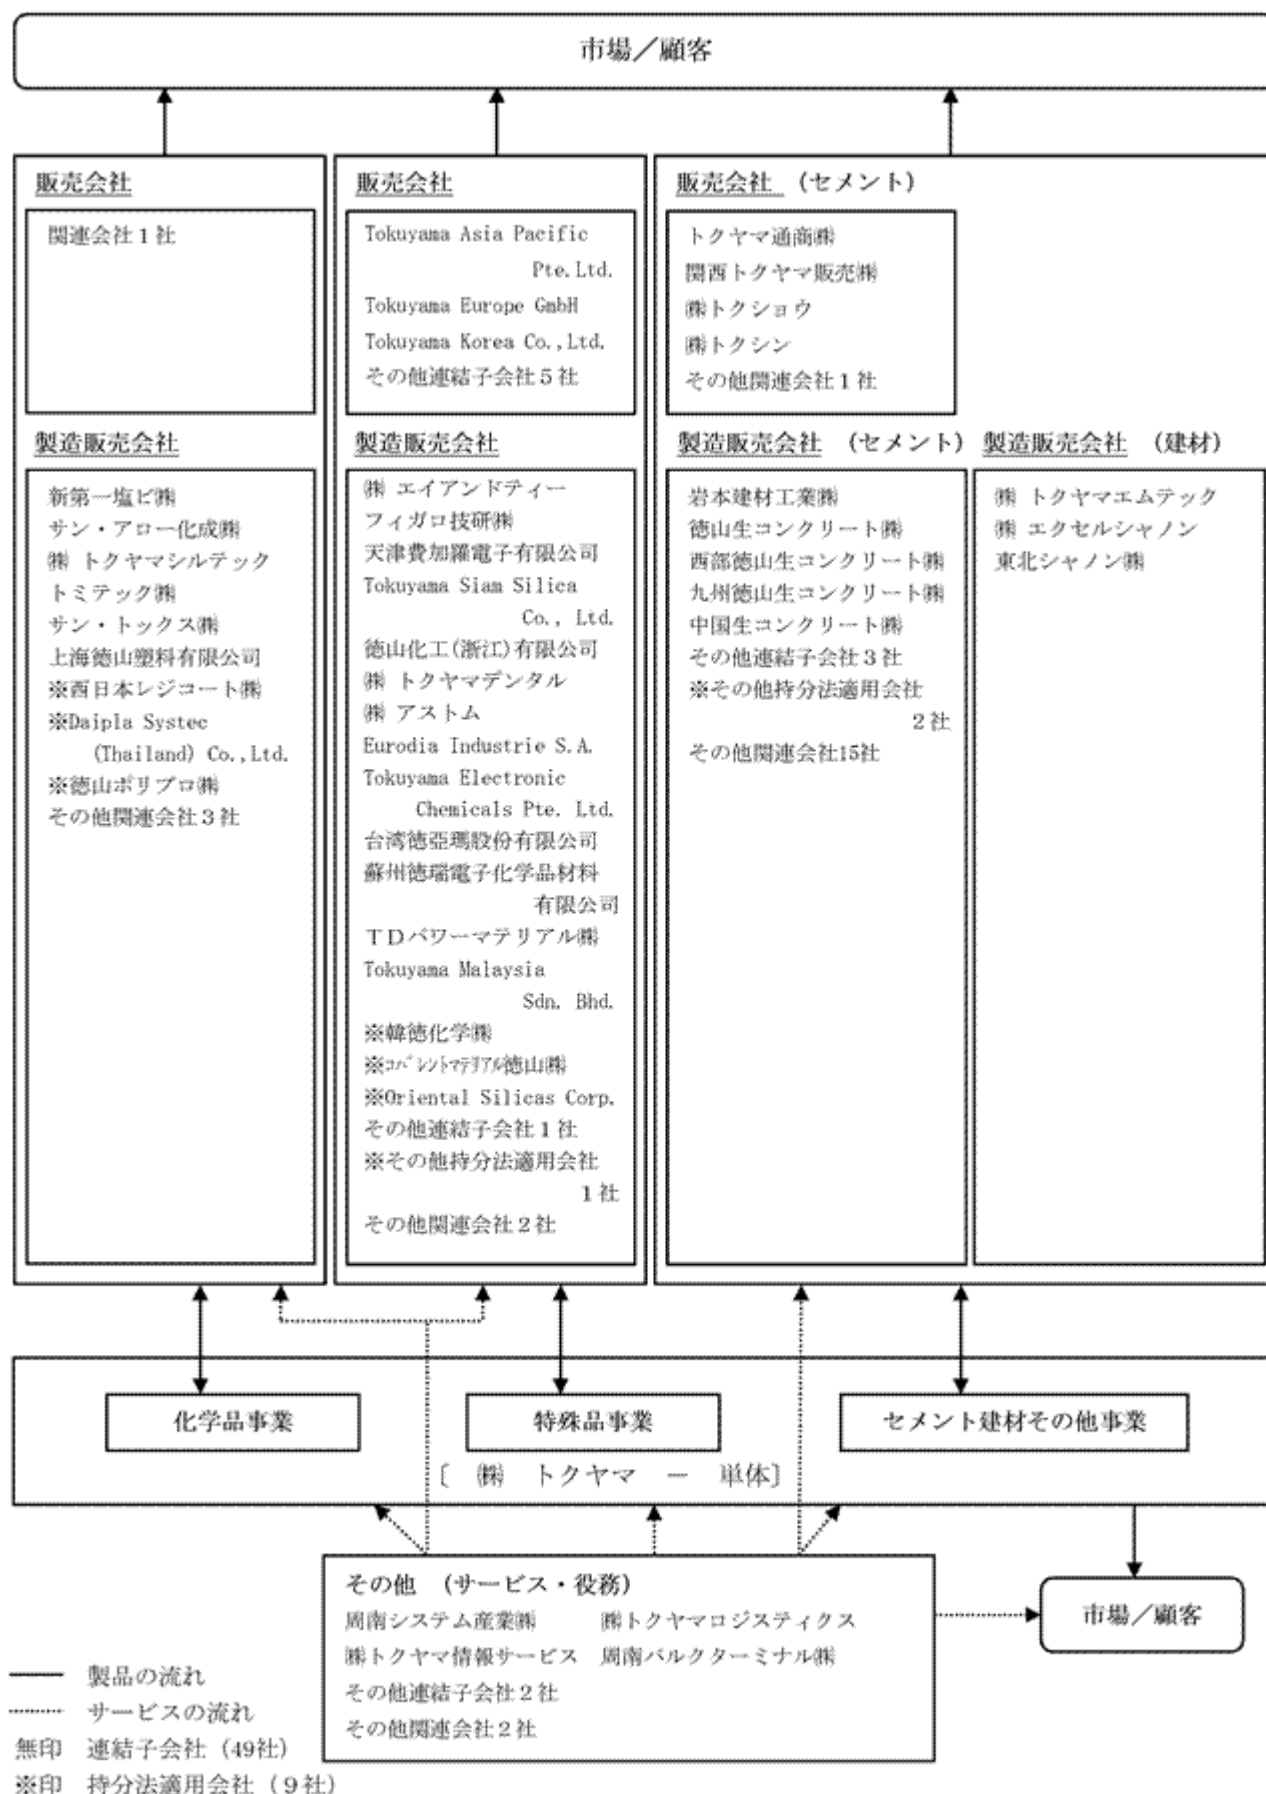 市場／顧客
販売会社
関連会社１社
製造販売会社
新第一塩ビ㈱
サン・アロー化成㈱
㈱ トクヤマシルテック
トミテック㈱
サン・トックス㈱
上海徳山塑料有限公司
※西日本レジコート㈱
※Daipla Systec
(Thailand) Co.,Ltd.
※徳山ポリプロ㈱
その他関連会社３社
販売会社
Tokuyama Asia Pacific
Pte.Ltd.
Tokuyama Europe GmbH
Tokuyama Korea Co.,Ltd.
その他連結子会社５社
製造販売会社
㈱ エイアンドティー
フィガロ技研㈱
天津費加羅電子有限公司
Tokuyama Siam Silica
Co., Ltd.
徳山化工(浙江)有限公司
㈱ トクヤマデンタル
㈱ アストム
Eurodia Industrie S.A.
Tokuyama Electronic
Chemicals Pte. Ltd.
台湾徳亞瑪股份有限公司
蘇州徳瑞電子化学品材料
有限公司
ＴＤパワーマテリアル㈱
Tokuyama Malaysia
Sdn. Bhd.
※韓徳化学㈱
※ｺﾊﾞﾚﾝﾄﾏﾃﾘｱﾙ徳山㈱
※Oriental Silicas Corp.
その他連結子会社１社
※その他持分法適用会社
１社
その他関連会社２社
販売会社 （セメント）
トクヤマ通商㈱
関西トクヤマ販売㈱
㈱トクショウ
㈱トクシン
その他関連会社１社
製造販売会社 （セメント）
岩本建材工業㈱
徳山生コンクリート㈱
西部徳山生コンクリート㈱
九州徳山生コンクリート㈱
中国生コンクリート㈱
その他連結子会社３社
※その他持分法適用会社
２社
その他関連会社15社
製造販売会社 （建材）
㈱ トクヤマエムテック
㈱ エクセルシャノン
東北シャノン㈱
化学品事業
特殊品事業
セメント建材その他事業
〔 ㈱ トクヤマ － 単体〕
その他 （サービス・役務）
周南システム産業㈱ ㈱トクヤマロジスティクス
㈱トクヤマ情報サービス 周南バルクターミナル㈱
その他連結子会社２社
その他関連会社２社
市場／顧客
製品の流れ
サービスの流れ
無印 連結子会社（49社）
※印 持分法適用会社（９社）